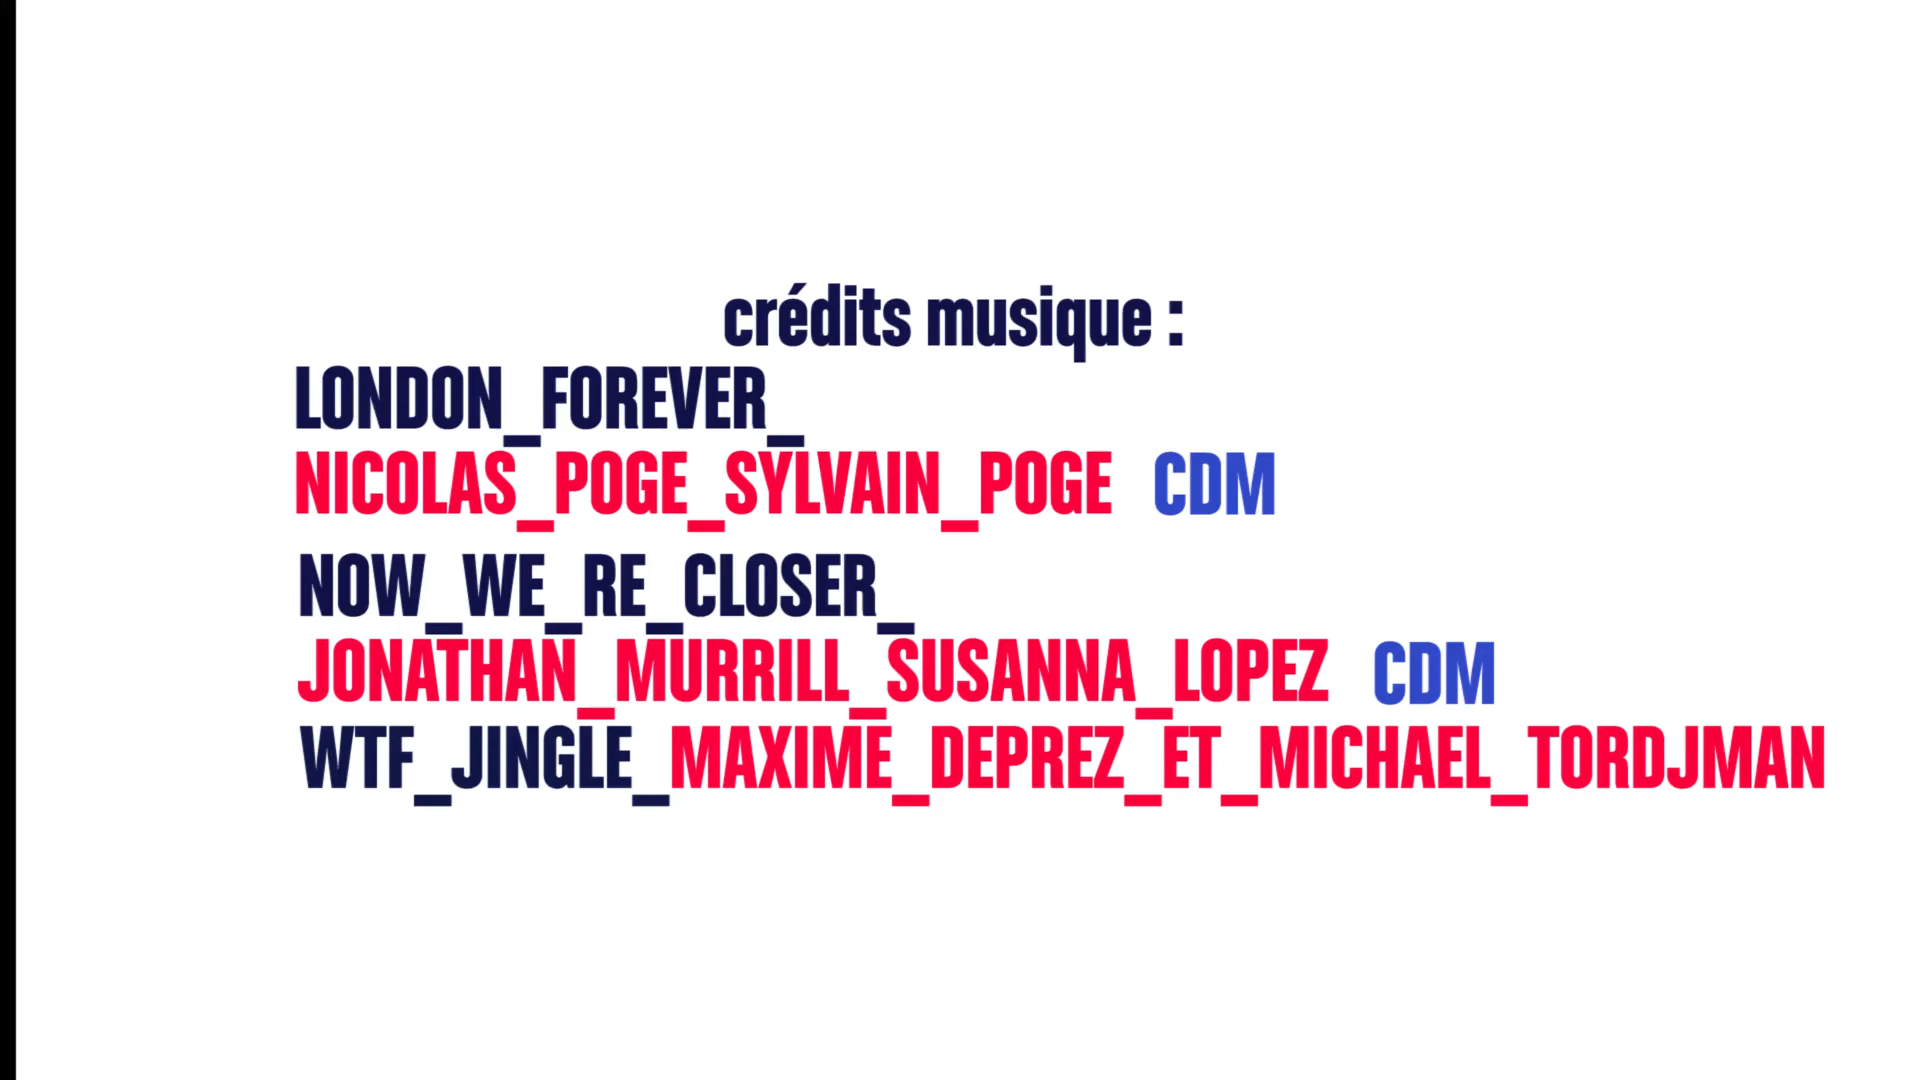 crédits musique :
LONDON_FOREVER_
NICOLAS_POGE_SYLVAIN_POGE CDM
NOW_WE_RE_CLOSER_
JONATHAN_MURRILL_SUSANNA_LOPEZ CDM
WTF_JINGLE_MAXIME_DEPREZ_ET_MICHAEL_TORDJMAN